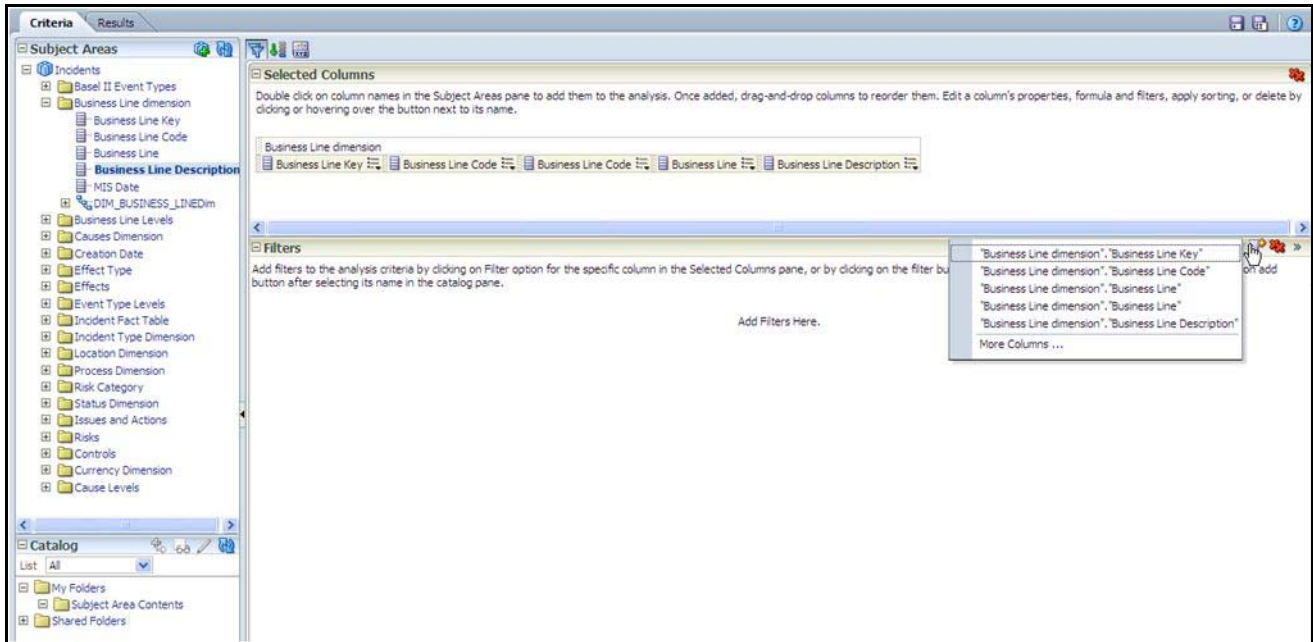 Criteria Results
Subject Areas
Incidents
Basel II Event Types
Business Line dimension
Business Line Key
Business Line Code
Business Line
Business Line Description
MIS Date
DIM_BUSINESS_LINEDim
Business Line Levels
Causes Dimension
Creation Date
Effect Type
Effects
Event Type Levels
Incident Fact Table
Incident Type Dimension
Location Dimension
Process Dimension
Risk Category
Status Dimension
Issues and Actions
Risks
Controls
Currency Dimension
Cause Levels
Catalog
List All
My Folders
Subject Area Contents
Shared Folders
Selected Columns
Double click on column names in the Subject Areas pane to add them to the analysis. Once added, drag-and-drop columns to reorder them. Edit a column's properties, formula and filters, apply sorting, or delete by
clicking or hovering over the button next to its name.
Business Line dimension
Business Line Key Business Line Code Business Line Code Business Line Business Line Description
Filters
Add filters to the analysis criteria by clicking on Filter option for the specific column in the Selected Columns pane, or by clicking on the filter bu on add
button after selecting its name in the catalog pane.
Add Filters Here.
"Business Line dimension"."Business Line Key"
"Business Line dimension"."Business Line Code"
"Business Line dimension"."Business Line"
"Business Line dimension"."Business Line"
"Business Line dimension"."Business Line Description"
More Columns ...